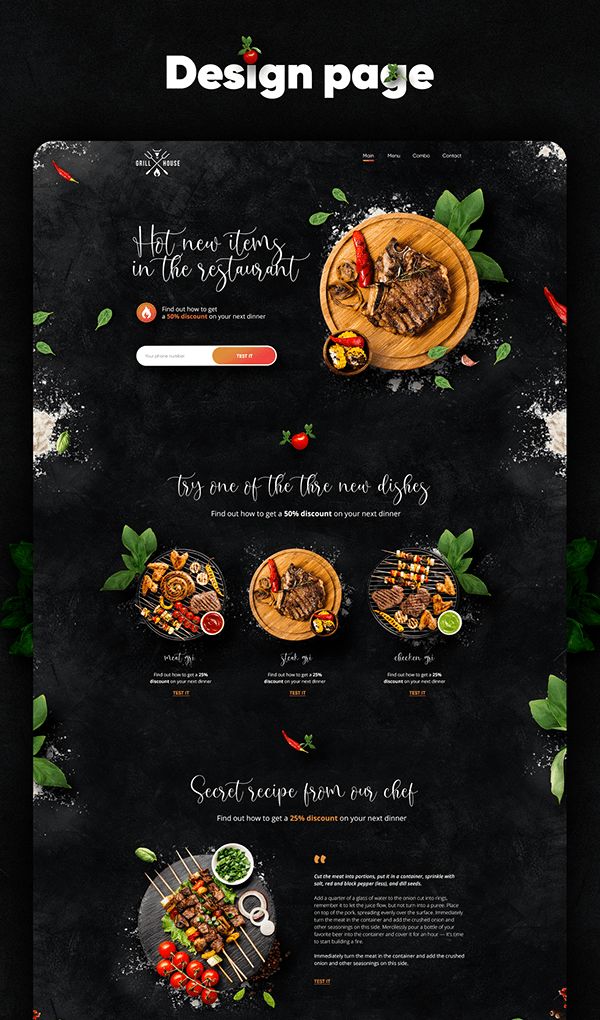 Design page
GRILL HOUSE
Main Menu Combo Contact
Hot new items
in the restaurant
Find out how to get
a 50% discount on your next dinner
Your phone number
TEST IT
try one of the thre new dishes
Find out how to get a 50% discount on your next dinner
meat gri
Find out how to get a 25%
discount on your next dinner
TEST IT
steak gri
Find out how to get a 25%
discount on your next dinner
TEST IT
checken gri
Find out how to get a 25%
discount on your next dinner
TEST IT
Secret recipe from our chef
Find out how to get a 25% discount on your next dinner
Cut the meat into portions, put it in a container, sprinkle with
salt, red and black pepper (less), and dill seeds.
Add a quarter of a glass of water to the onion cut into rings,
remember it to let the juice flow, but not turn into a puree. Place
on top of the pork, spreading evenly over the surface. Immediately
turn the meat in the container and add the crushed onion and
other seasonings on this side. Mercilessly pour a bottle of your
favorite beer into the container and cover it for an hour — it's time
to start building a fire.
Immediately turn the meat in the container and add the crushed
onion and other seasonings on this side.
TEST IT